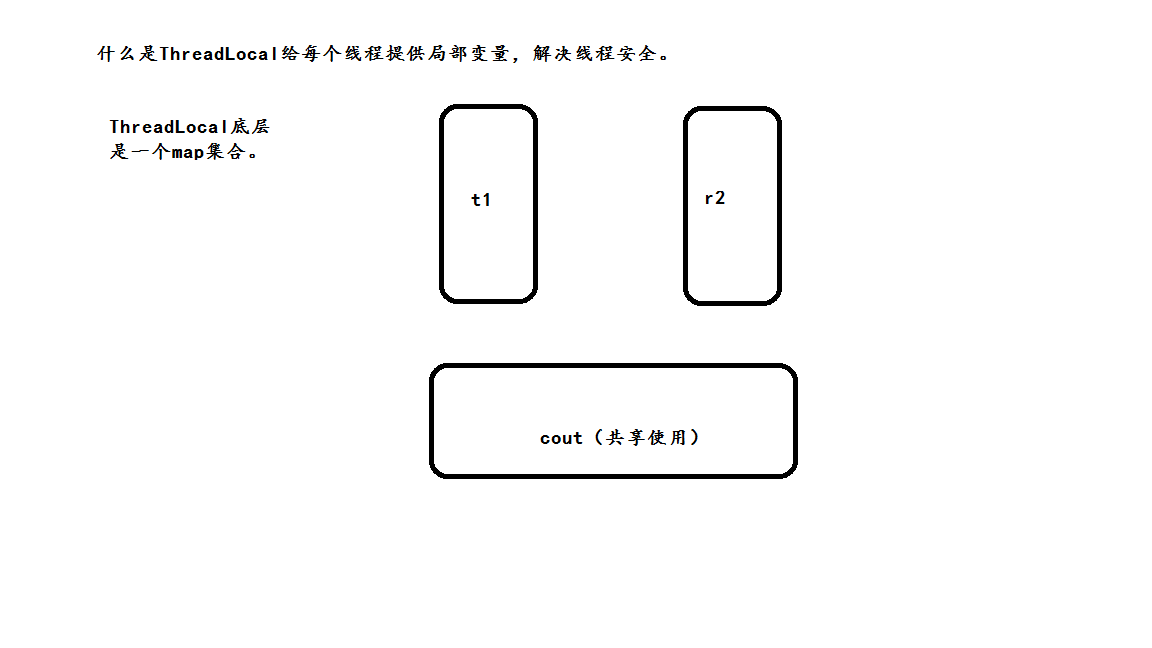 什么是ThreadLocal给每个线程提供局部变量，解决线程安全。
ThreadLocal底层
是一个map集合。
t1
r2
cout（共享使用）